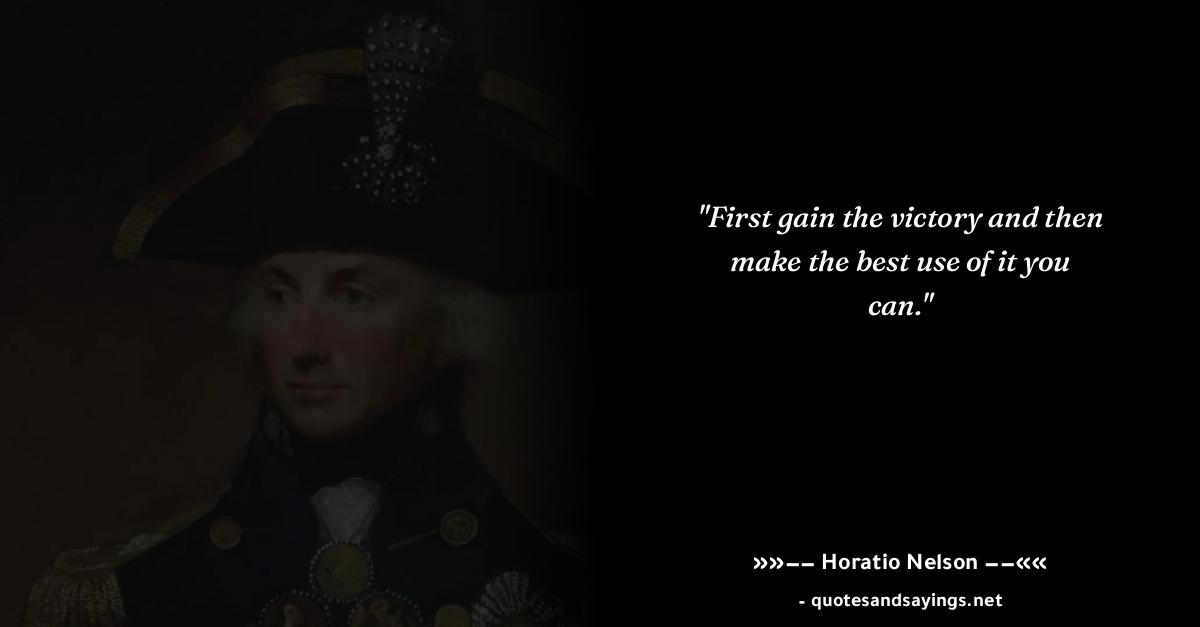 "First gain the victory and then
make the best use of it you
can."
»»−− Horatio Nelson −−««
- quotesandsayings.net